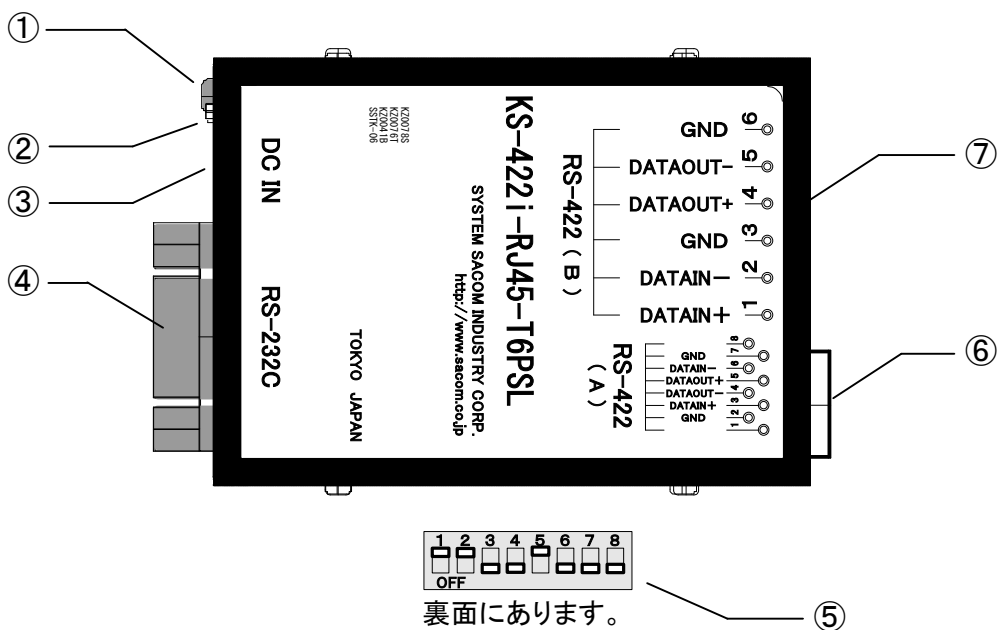 ①
②
③
④
⑤
⑥
⑦
DC IN
RS-232C
KZ0078S
KZ0076T
KZ0041B
SSTK-06
KS-422i-RJ45-T6PSL
SYSTEM SACOM INDUSTRY CORP.
http://www.sacom.co.jp
TOKYO JAPAN
RS-422 (B)
GND 6
DATAOUT- 5
DATAOUT+ 4
GND 3
DATAIN- 2
DATAIN+ 1
RS-422 (A)
8
GND 7
DATAIN- 6
DATAOUT+ 5
DATAOUT- 4
DATAIN+ 3
GND 2
1
1 2 3 4 5 6 7 8
OFF
裏面にあります。